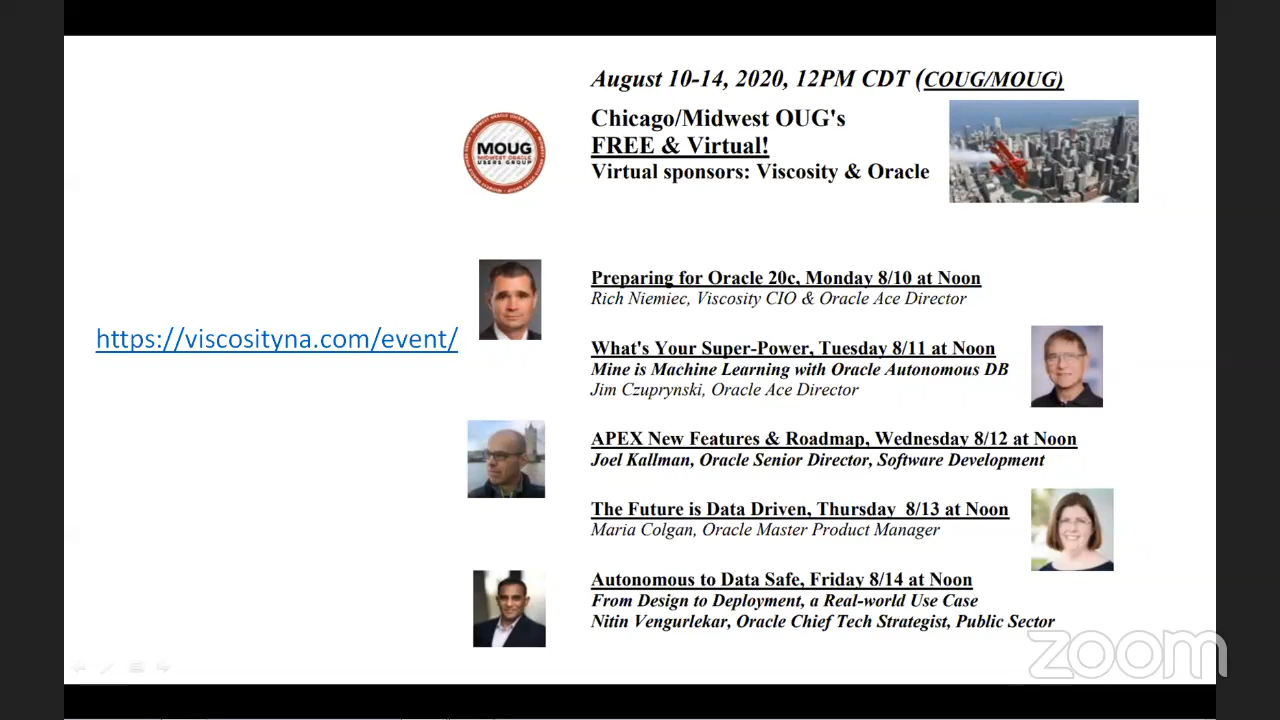 August 10-14, 2020, 12PM CDT (COUG/MOUG)
Chicago/Midwest OUG's
FREE & Virtual!
Virtual sponsors: Viscosity & Oracle
MOUG
MIDWEST ORACLE
USERS GROUP
Preparing for Oracle 20c, Monday 8/10 at Noon
Rich Niemiec, Viscosity CIO & Oracle Ace Director
https://viscosityna.com/event/
What's Your Super-Power, Tuesday 8/11 at Noon
Mine is Machine Learning with Oracle Autonomous DB
Jim Czuprynski, Oracle Ace Director
APEX New Features & Roadmap, Wednesday 8/12 at Noon
Joel Kallman, Oracle Senior Director, Software Development
The Future is Data Driven, Thursday 8/13 at Noon
Maria Colgan, Oracle Master Product Manager
Autonomous to Data Safe, Friday 8/14 at Noon
From Design to Deployment, a Real-world Use Case
Nitin Vengurlekar, Oracle Chief Tech Strategist, Public Sector
zoom